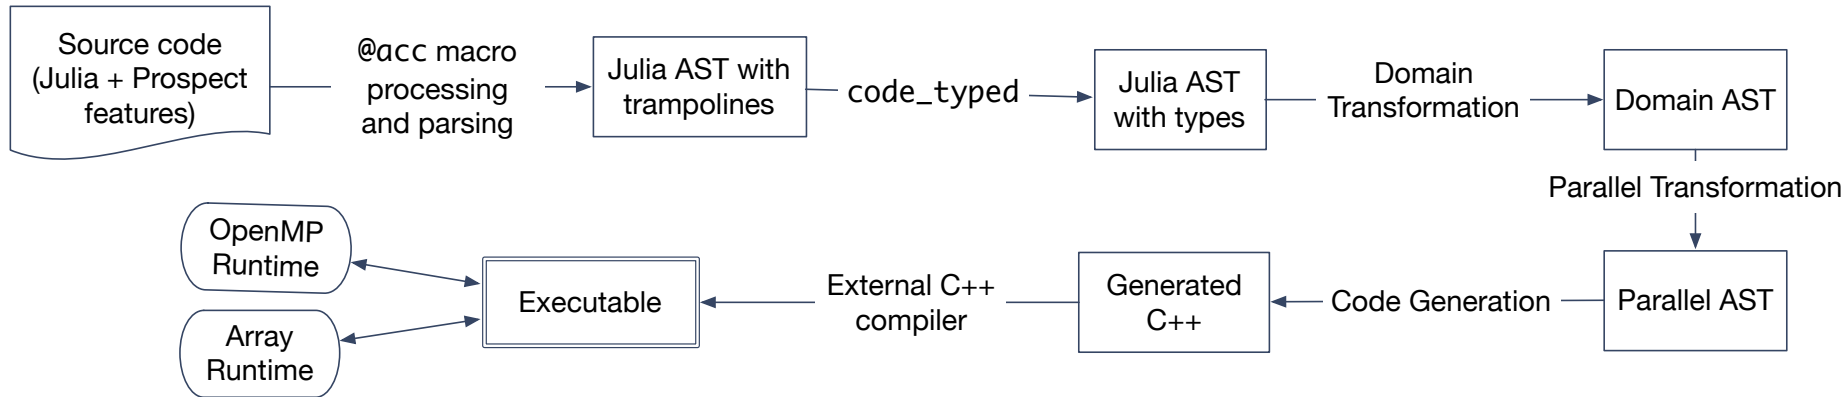 Source code
(Julia + Prospect
features)
@acc macro
processing
and parsing
Julia AST with
trampolines
code_typed
Julia AST
with types
Domain
Transformation
Domain AST
Parallel Transformation
Parallel AST
Code Generation
Generated
C++
External C++
compiler
Executable
OpenMP
Runtime
Array
Runtime